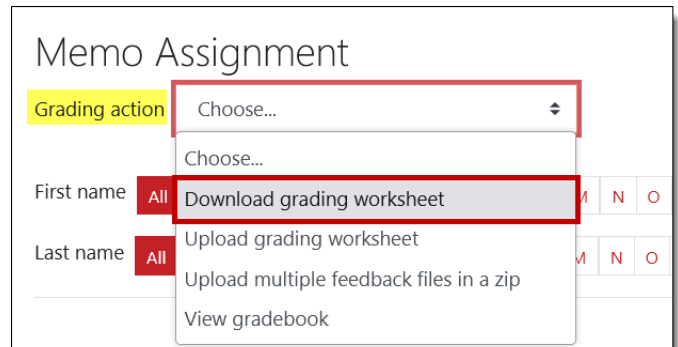 Memo Assignment
Grading action Choose...
Choose...
First name All Download grading worksheet M N O
Last name All Upload grading worksheet M N O
Upload multiple feedback files in a zip
View gradebook